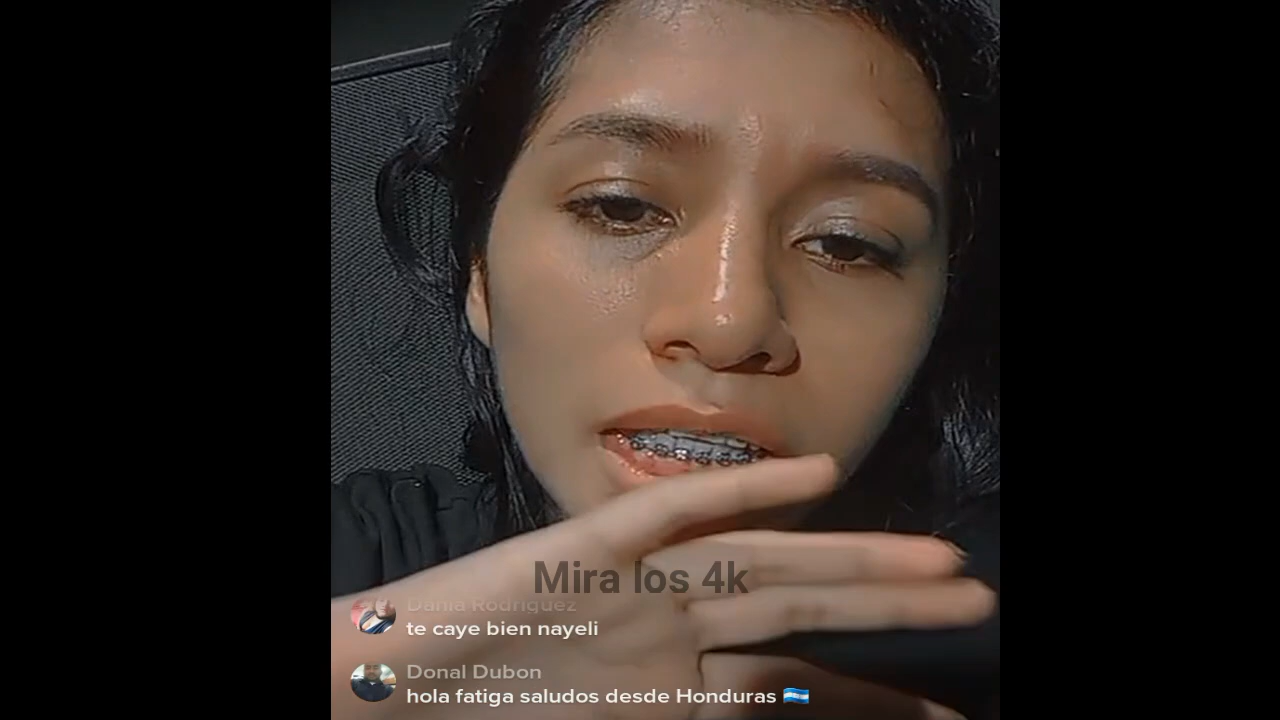 Mira los 4k
Dania Rodriguez
te caye bien nayeli
Donal Dubon
hola fatiga saludos desde Honduras 🇭🇳